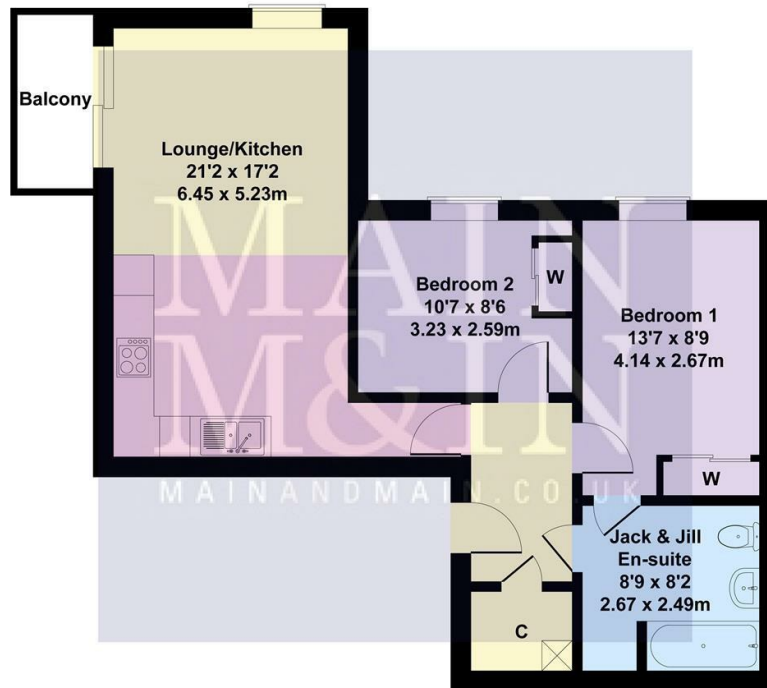 Balcony
Lounge/Kitchen
21'2 x 17'2
6.45 x 5.23m
Bedroom 2
10'7 x 8'6
3.23 x 2.59m
W
Bedroom 1
13'7 x 8'9
4.14 x 2.67m
W
MAIN
M&IN
MAINANDMAIN.CO.UK
Jack & Jill
En-suite
8'9 x 8'2
2.67 x 2.49m
C